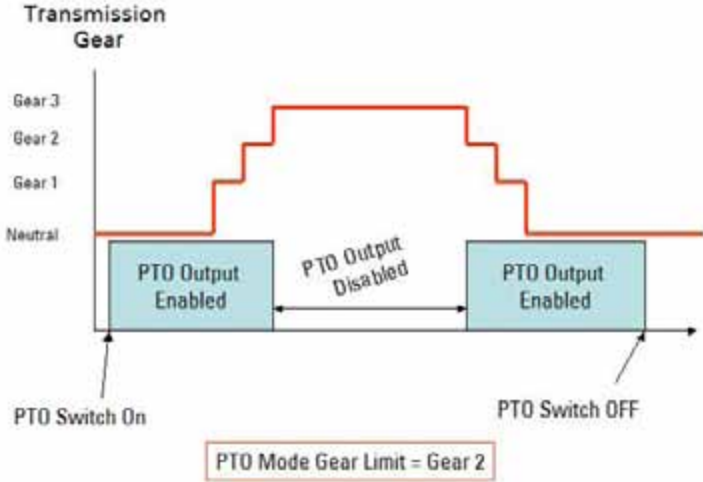 Transmission
Gear
Gear 3
Gear 2
Gear 1
Neutral
PTO Output
Enabled
PTO Output
Disabled
PTO Output
Enabled
PTO Switch On
PTO Switch OFF
PTO Mode Gear Limit = Gear 2